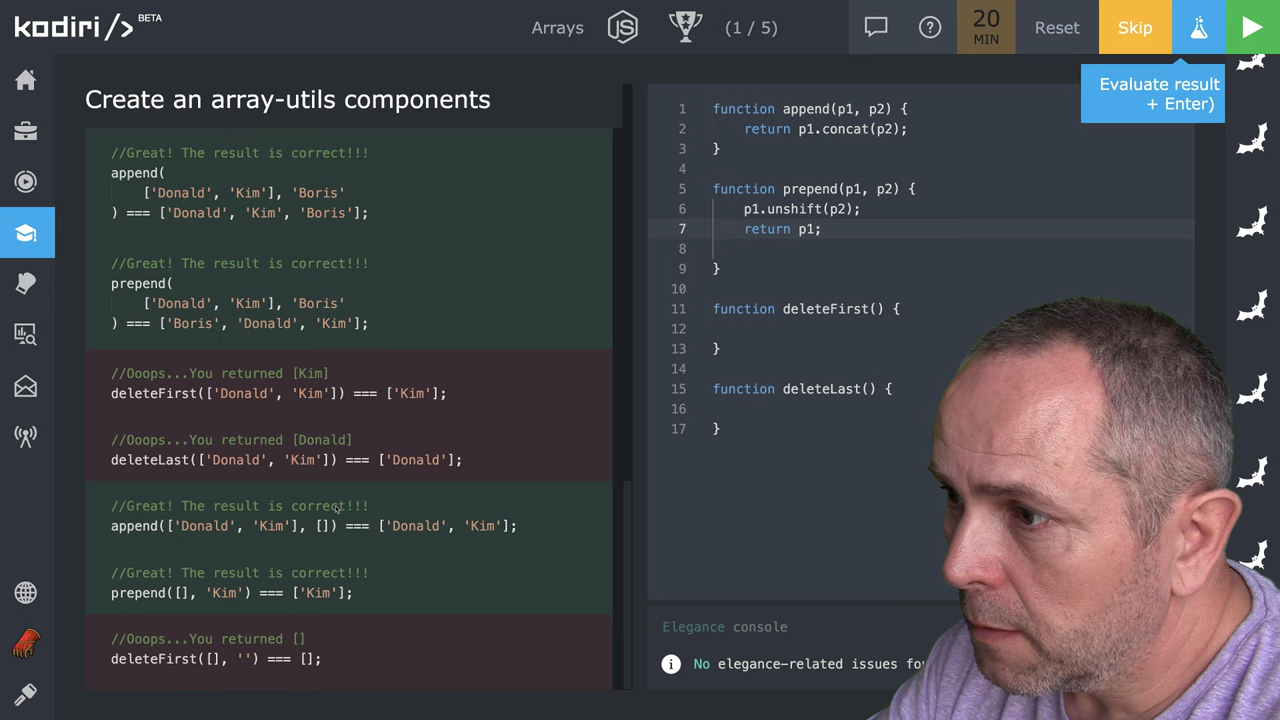 kodiri/> BETA
Arrays
JS
(1 / 5)
20
MIN
Reset
Skip
Evaluate result
+ Enter)
Create an array-utils components
//Great! The result is correct!!!
append(
['Donald', 'Kim'], 'Boris'
) === ['Donald', 'Kim', 'Boris'];
//Great! The result is correct!!!
prepend(
['Donald', 'Kim'], 'Boris'
) === ['Boris', 'Donald', 'Kim'];
//Ooops...You returned [Kim]
deleteFirst(['Donald', 'Kim']) === ['Kim'];
//Ooops...You returned [Donald]
deleteLast(['Donald', 'Kim']) === ['Donald'];
//Great! The result is correct!!!
append(['Donald', 'Kim'], []) === ['Donald', 'Kim'];
//Great! The result is correct!!!
prepend([], 'Kim') === ['Kim'];
//Ooops...You returned []
deleteFirst([], '') === [];
1 function append(p1, p2) {
2 return p1.concat(p2);
3 }
4
5 function prepend(p1, p2) {
6 p1.unshift(p2);
7 return p1;
8
9 }
10
11 function deleteFirst() {
12
13 }
14
15 function deleteLast() {
16
17 }
Elegance console
No elegance-related issues